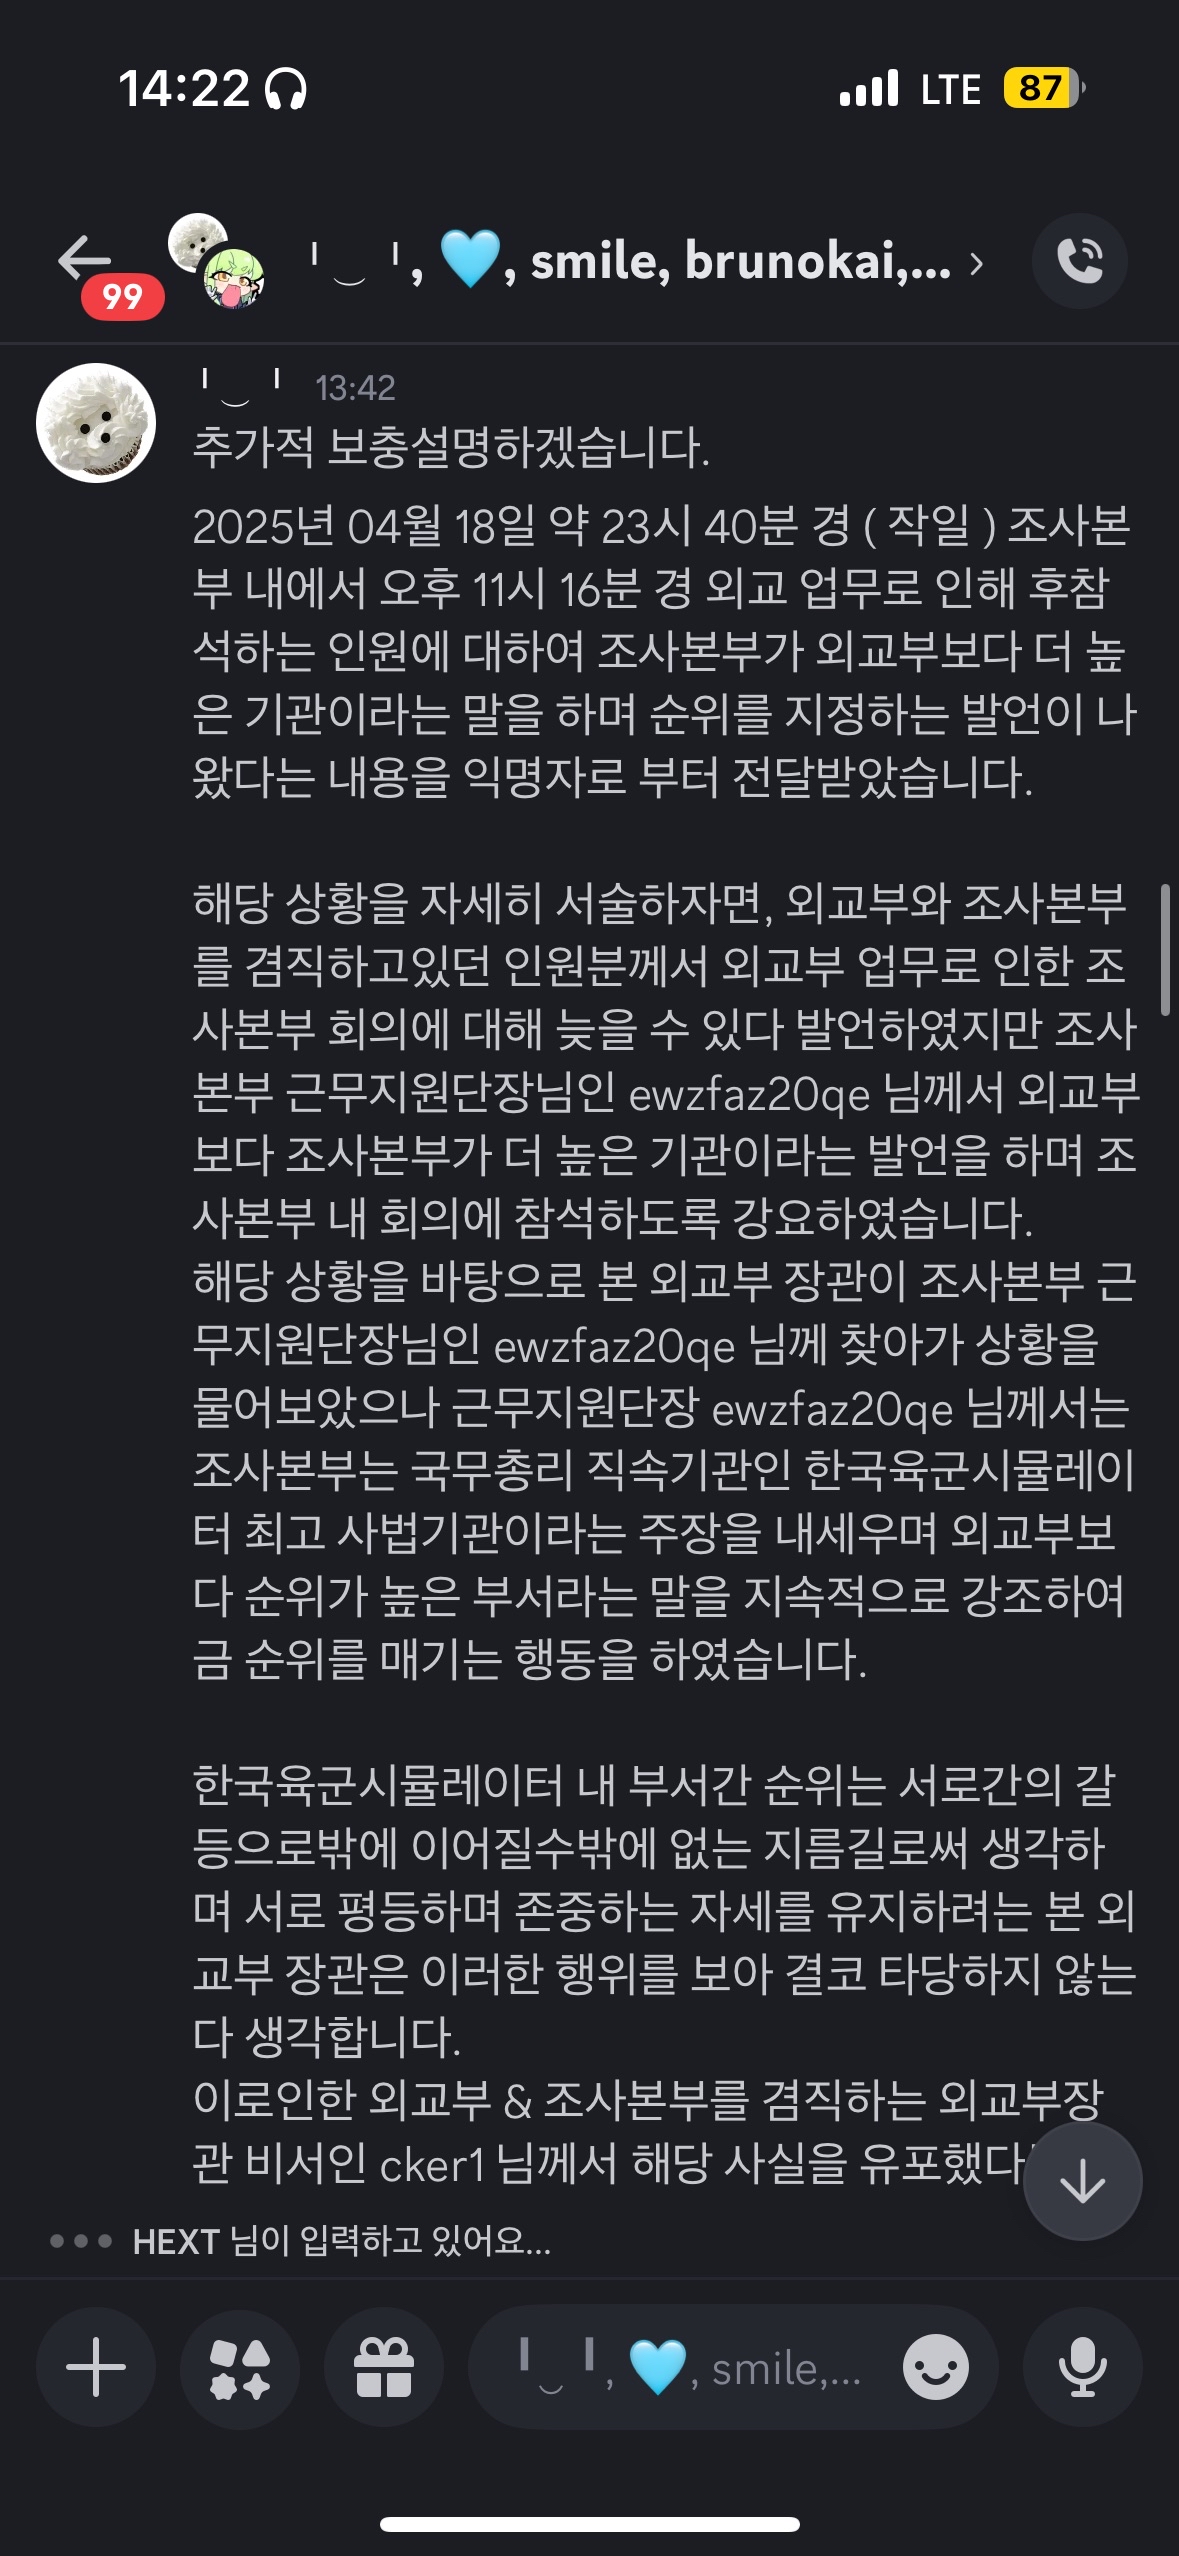 14:22 LTE 87
99 ╹‿╹, 🩵, smile, brunokai,... ›
╹‿╹ 13:42
추가적 보충설명하겠습니다.
2025년 04월 18일 약 23시 40분 경 ( 작일 ) 조사본
부 내에서 오후 11시 16분 경 외교 업무로 인해 후참
석하는 인원에 대하여 조사본부가 외교부보다 더 높
은 기관이라는 말을 하며 순위를 지정하는 발언이 나
왔다는 내용을 익명자로 부터 전달받았습니다.
해당 상황을 자세히 서술하자면, 외교부와 조사본부
를 겸직하고있던 인원분께서 외교부 업무로 인한 조
사본부 회의에 대해 늦을 수 있다 발언하였지만 조사
본부 근무지원단장님인 ewzfaz20qe 님께서 외교부
보다 조사본부가 더 높은 기관이라는 발언을 하며 조
사본부 내 회의에 참석하도록 강요하였습니다.
해당 상황을 바탕으로 본 외교부 장관이 조사본부 근
무지원단장님인 ewzfaz20qe 님께 찾아가 상황을
물어보았으나 근무지원단장 ewzfaz20qe 님께서는
조사본부는 국무총리 직속기관인 한국육군시뮬레이
터 최고 사법기관이라는 주장을 내세우며 외교부보
다 순위가 높은 부서라는 말을 지속적으로 강조하여
금 순위를 매기는 행동을 하였습니다.
한국육군시뮬레이터 내 부서간 순위는 서로간의 갈
등으로밖에 이어질수밖에 없는 지름길로써 생각하
며 서로 평등하며 존중하는 자세를 유지하려는 본 외
교부 장관은 이러한 행위를 보아 결코 타당하지 않는
다 생각합니다.
이로인한 외교부 & 조사본부를 겸직하는 외교부장
관 비서인 cker1 님께서 해당 사실을 유포했다
HEXT 님이 입력하고 있어요...
╹‿╹, 🩵, smile,...